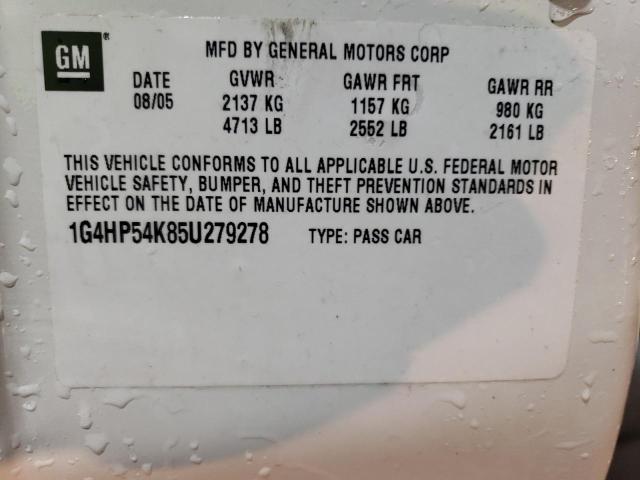 GM ®
MFD BY GENERAL MOTORS CORP
DATE GVWR GAWR FRT GAWR RR
08/05 2137 KG 1157 KG 980 KG
4713 LB 2552 LB 2161 LB
THIS VEHICLE CONFORMS TO ALL APPLICABLE U.S. FEDERAL MOTOR
VEHICLE SAFETY, BUMPER, AND THEFT PREVENTION STANDARDS IN
EFFECT ON THE DATE OF MANUFACTURE SHOWN ABOVE.
1G4HP54K85U279278 TYPE: PASS CAR